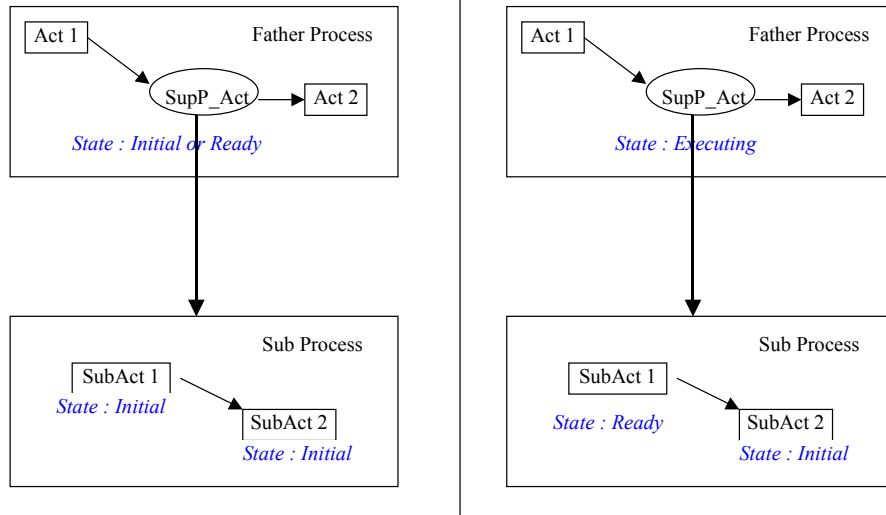 Act 1
Father Process
SupP_Act
Act 2
State : Initial or Ready
Sub Process
SubAct 1
State : Initial
SubAct 2
State : Initial
Act 1
Father Process
SupP_Act
Act 2
State : Executing
Sub Process
SubAct 1
State : Ready
SubAct 2
State : Initial